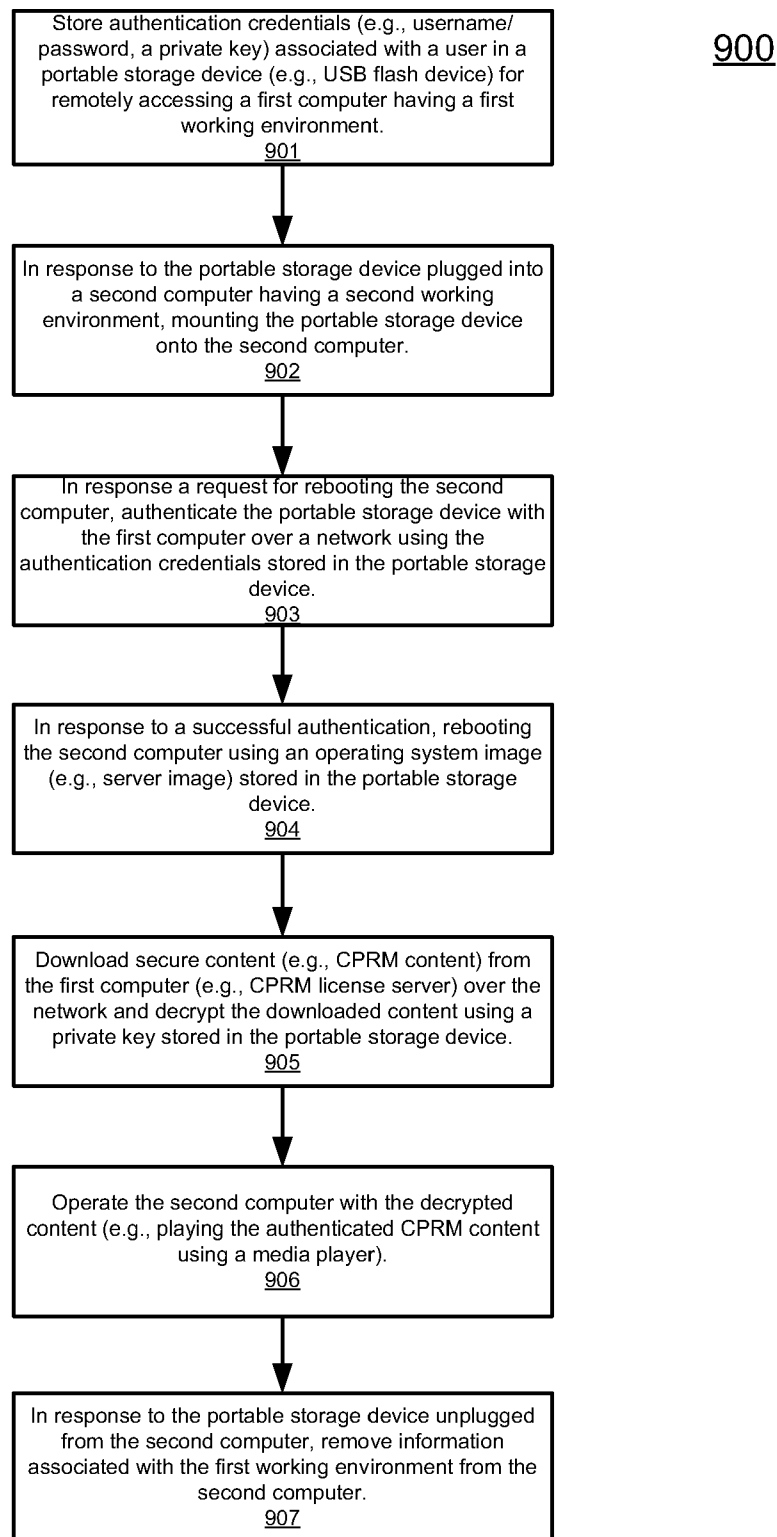 900
Store authentication credentials (e.g., username/
password, a private key) associated with a user in a
portable storage device (e.g., USB flash device) for
remotely accessing a first computer having a first
working environment.
901
In response to the portable storage device plugged into
a second computer having a second working
environment, mounting the portable storage device
onto the second computer.
902
In response a request for rebooting the second
computer, authenticate the portable storage device with
the first computer over a network using the
authentication credentials stored in the portable storage
device.
903
In response to a successful authentication, rebooting
the second computer using an operating system image
(e.g., server image) stored in the portable storage
device.
904
Download secure content (e.g., CPRM content) from
the first computer (e.g., CPRM license server) over the
network and decrypt the downloaded content using a
private key stored in the portable storage device.
905
Operate the second computer with the decrypted
content (e.g., playing the authenticated CPRM content
using a media player).
906
In response to the portable storage device unplugged
from the second computer, remove information
associated with the first working environment from the
second computer.
907